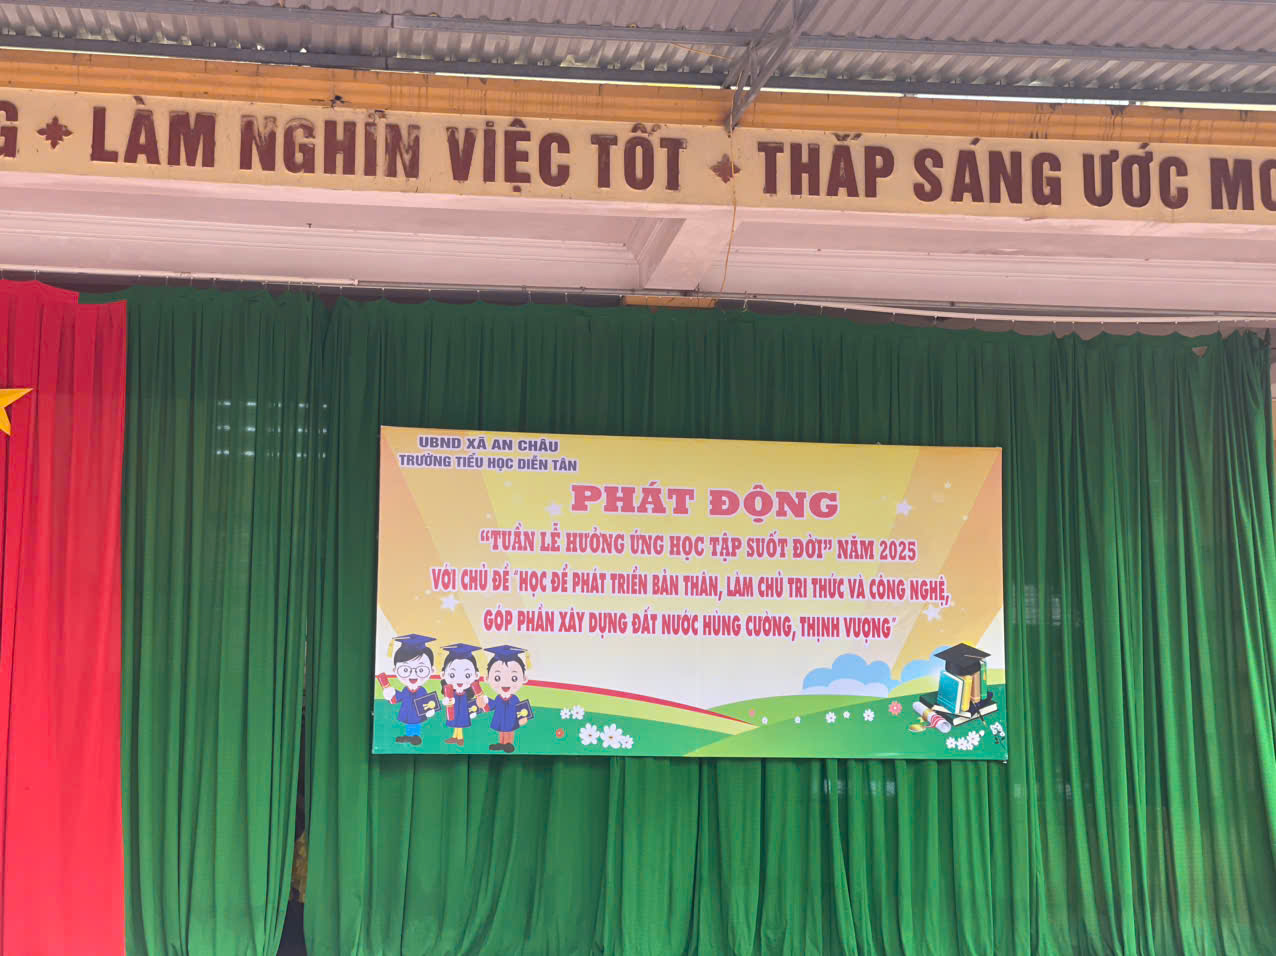 G LÀM NGHÌN VIỆC TỐT THẮP SÁNG ƯỚC MƠ
UBND XÃ AN CHÂU
TRƯỜNG TIỂU HỌC DIỄN TÂN
PHÁT ĐỘNG
“TUẦN LỄ HƯỞNG ỨNG HỌC TẬP SUỐT ĐỜI” NĂM 2025
VỚI CHỦ ĐỀ "HỌC ĐỂ PHÁT TRIỂN BẢN THÂN, LÀM CHỦ TRI THỨC VÀ CÔNG NGHỆ,
GÓP PHẦN XÂY DỰNG ĐẤT NƯỚC HÙNG CƯỜNG, THỊNH VƯỢNG"